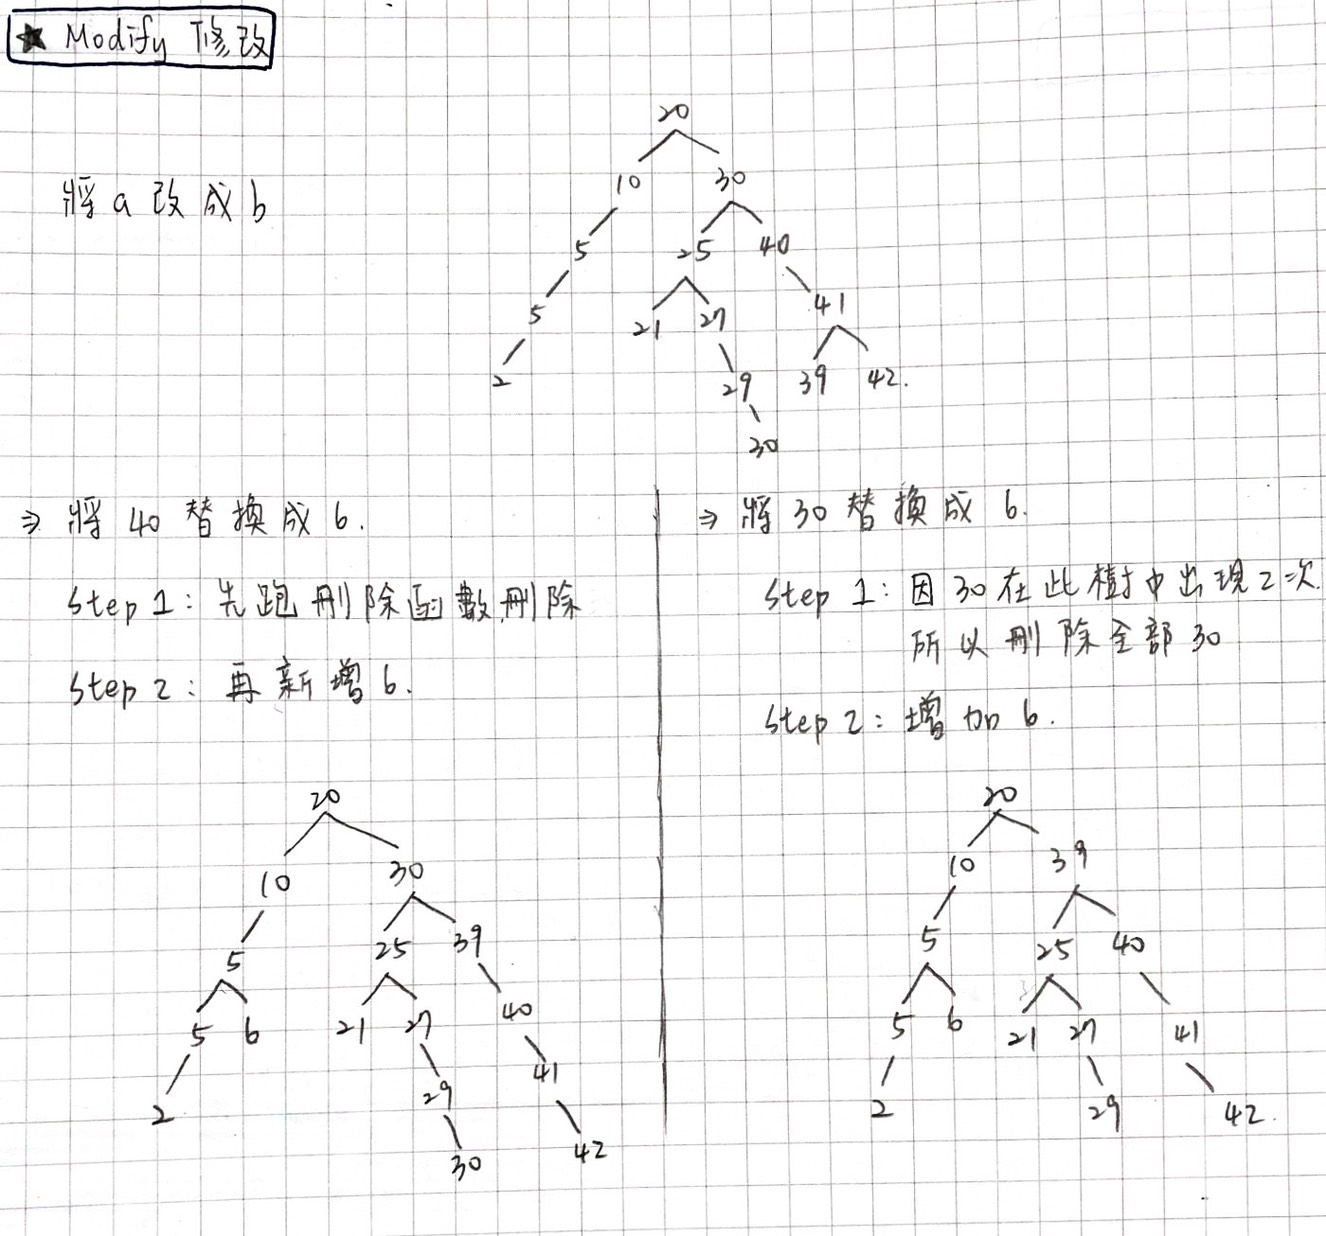 ★ Modify 修改
20
將 a 改成 b
10 30
5 25 40
5 21 27 41
2 29 39 42.
30
⇒ 將 40 替換成 6.
Step 1: 先跑刪除函數刪除
Step 2: 再新增 6.
20
10 30
5 25 39
5 6 21 27 40
2 29 41
30 42
⇒ 將 30 替換成 6.
Step 1: 因 30 在此樹中出現 2 次
所以刪除全部 30
Step 2: 增加 6.
20
10 39
5 25 40
5 6 21 27 41
2 29 42.